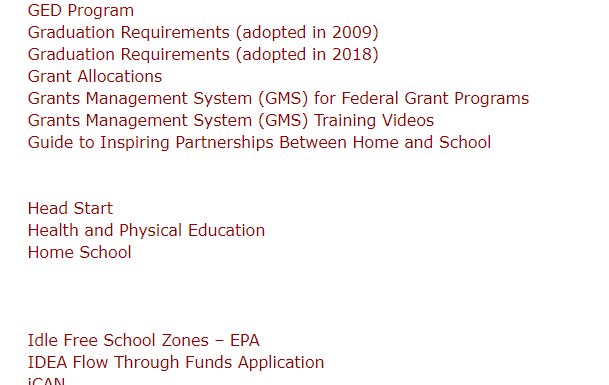 GED Program
Graduation Requirements (adopted in 2009)
Graduation Requirements (adopted in 2018)
Grant Allocations
Grants Management System (GMS) for Federal Grant Programs
Grants Management System (GMS) Training Videos
Guide to Inspiring Partnerships Between Home and School
Head Start
Health and Physical Education
Home School
Idle Free School Zones – EPA
IDEA Flow Through Funds Application
iCAN